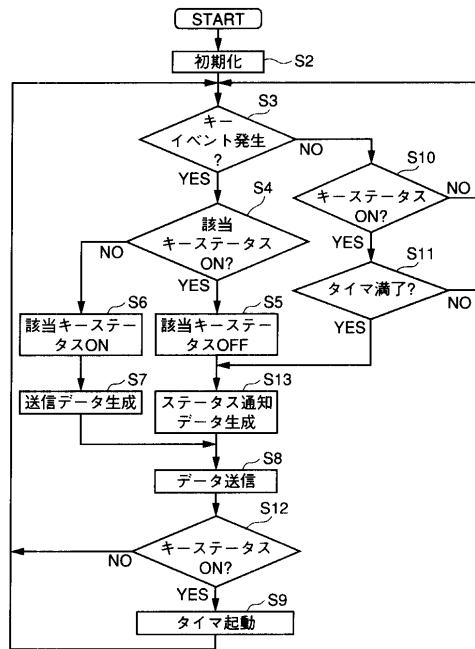 START
初期化
S2
キー
イベント発生
?
S3
NO
YES
S10
キーステータス
ON?
NO
YES
S4
該当
キーステータス
ON?
NO
YES
S11
タイマ満了?
NO
YES
S6
該当キーステー
タスON
S5
該当キーステー
タスOFF
S7
送信データ生成
S13
ステータス通知
データ生成
S8
データ送信
S12
キーステータス
ON?
NO
YES
S9
タイマ起動